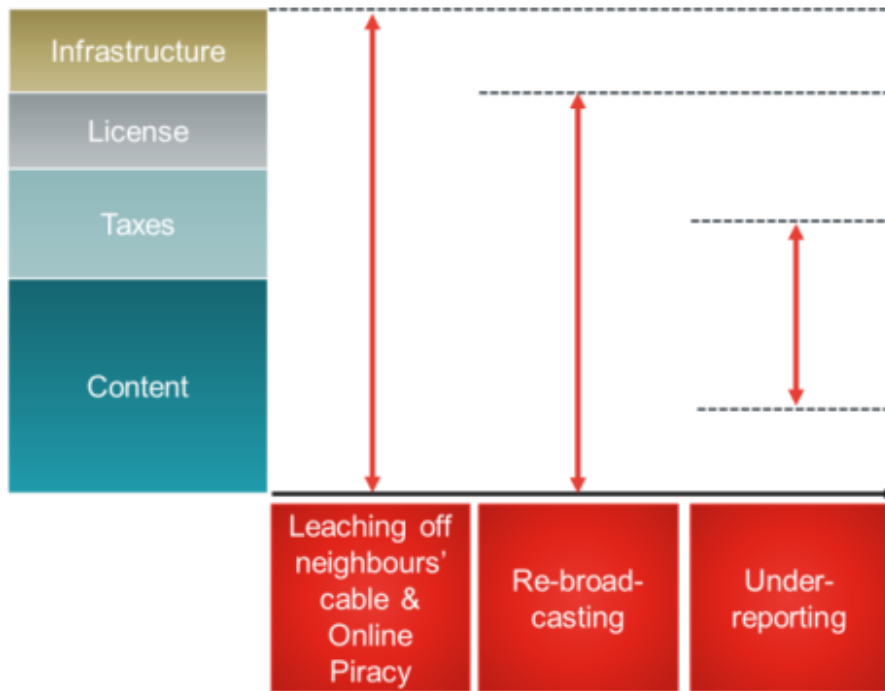 Infrastructure
License
Taxes
Content
Leaching off
neighbours’
cable &
Online
Piracy
Re-broad-
casting
Under-
reporting